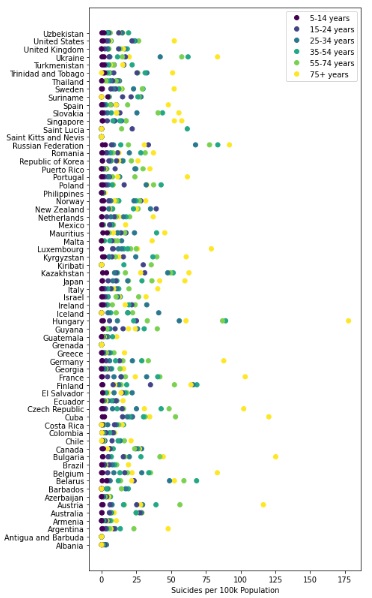 5-14 years
15-24 years
25-34 years
35-54 years
55-74 years
75+ years
Uzbekistan
United States
United Kingdom
Ukraine
Turkmenistan
Trinidad and Tobago
Thailand
Sweden
Suriname
Spain
Slovakia
Singapore
Saint Lucia
Saint Kitts and Nevis
Russian Federation
Romania
Republic of Korea
Puerto Rico
Portugal
Poland
Philippines
Norway
New Zealand
Netherlands
Mexico
Mauritius
Malta
Luxembourg
Kyrgyzstan
Kiribati
Kazakhstan
Japan
Italy
Israel
Ireland
Iceland
Hungary
Guyana
Guatemala
Grenada
Greece
Germany
Georgia
France
Finland
El Salvador
Ecuador
Czech Republic
Cuba
Costa Rica
Colombia
Chile
Canada
Bulgaria
Brazil
Belgium
Belarus
Barbados
Azerbaijan
Austria
Australia
Armenia
Argentina
Antigua and Barbuda
Albania
0 25 50 75 100 125 150 175
Suicides per 100k Population